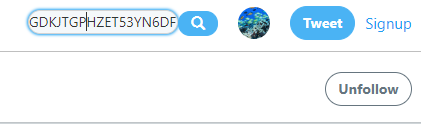 GDKJTGPHZET53YN6DF
Tweet
Signup
Unfollow